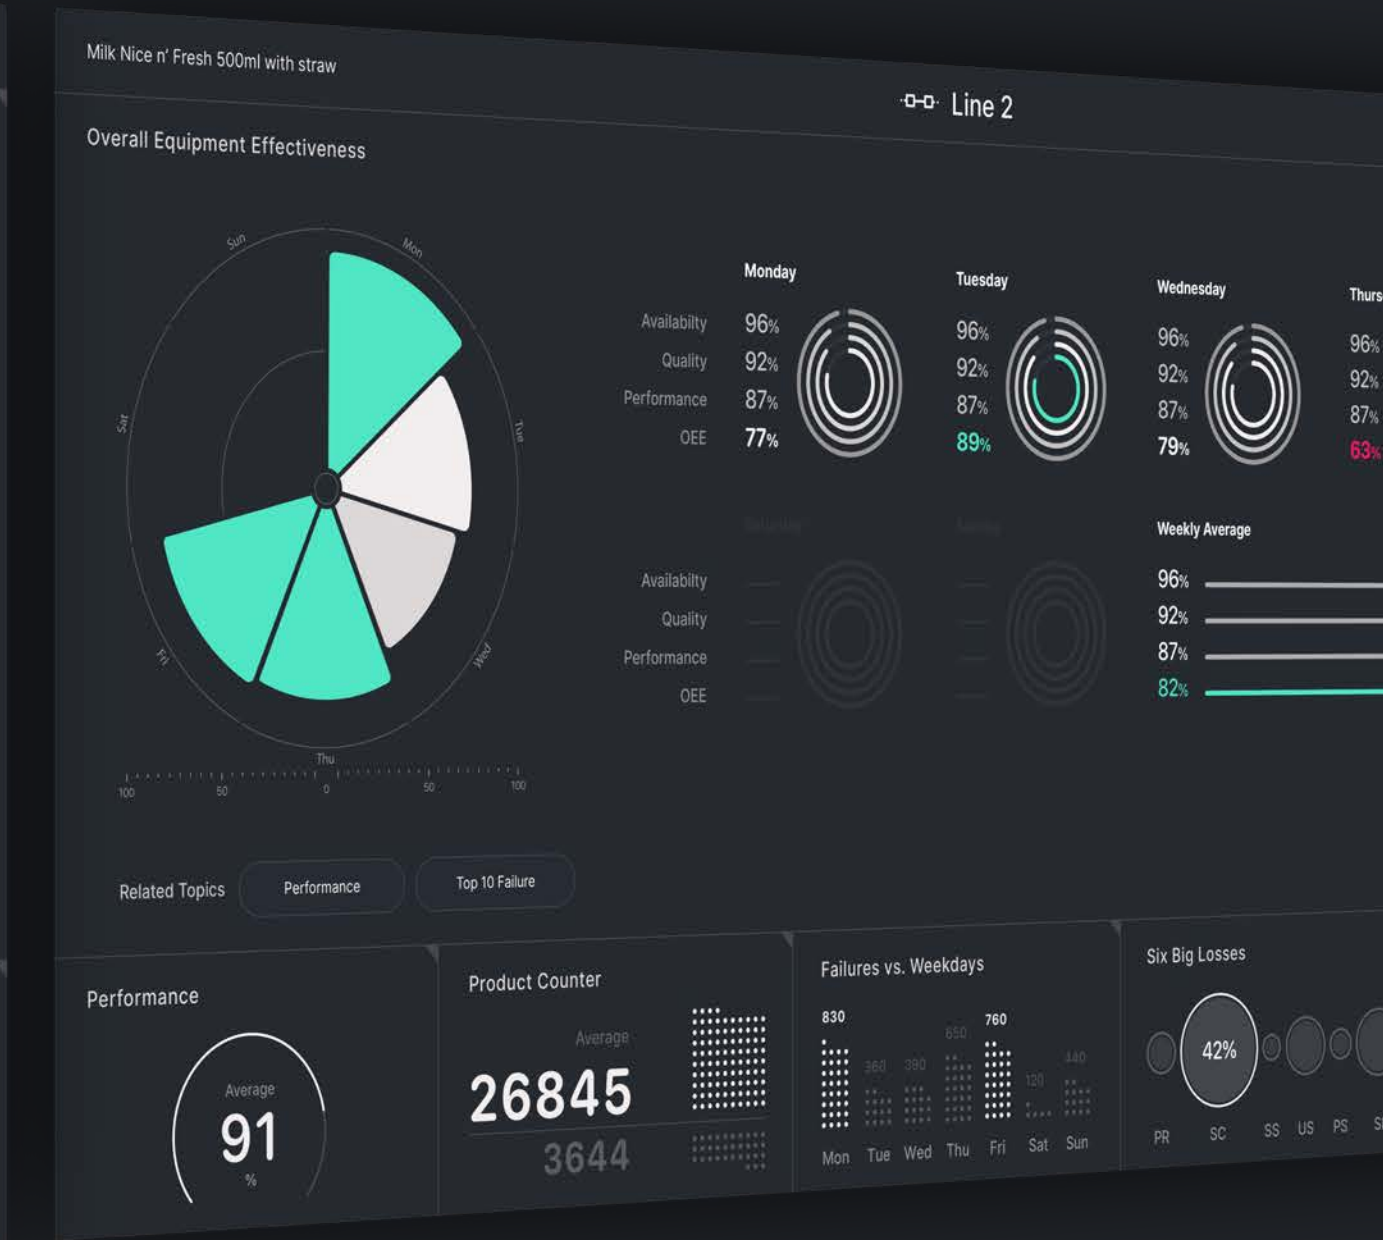 Milk Nice n' Fresh 500ml with straw
Line 2
Overall Equipment Effectiveness
Sun
Mon
Tue
Wed
Thu
Fri
Sat
100 50 0 50 100
Monday
Tuesday
Wednesday
Thurs
Availabilty 96% 96% 96% 96%
Quality 92% 92% 92% 92%
Performance 87% 87% 87% 87%
OEE 77% 89% 79% 63%
Weekly Average
Availabilty 96%
Quality 92%
Performance 87%
OEE 82%
Related Topics
Performance
Top 10 Failure
Performance
Average
91
%
Product Counter
Average
26845
3644
Failures vs. Weekdays
830 360 390 650 760 120 440
Mon Tue Wed Thu Fri Sat Sun
Six Big Losses
42%
PR SC SS US PS